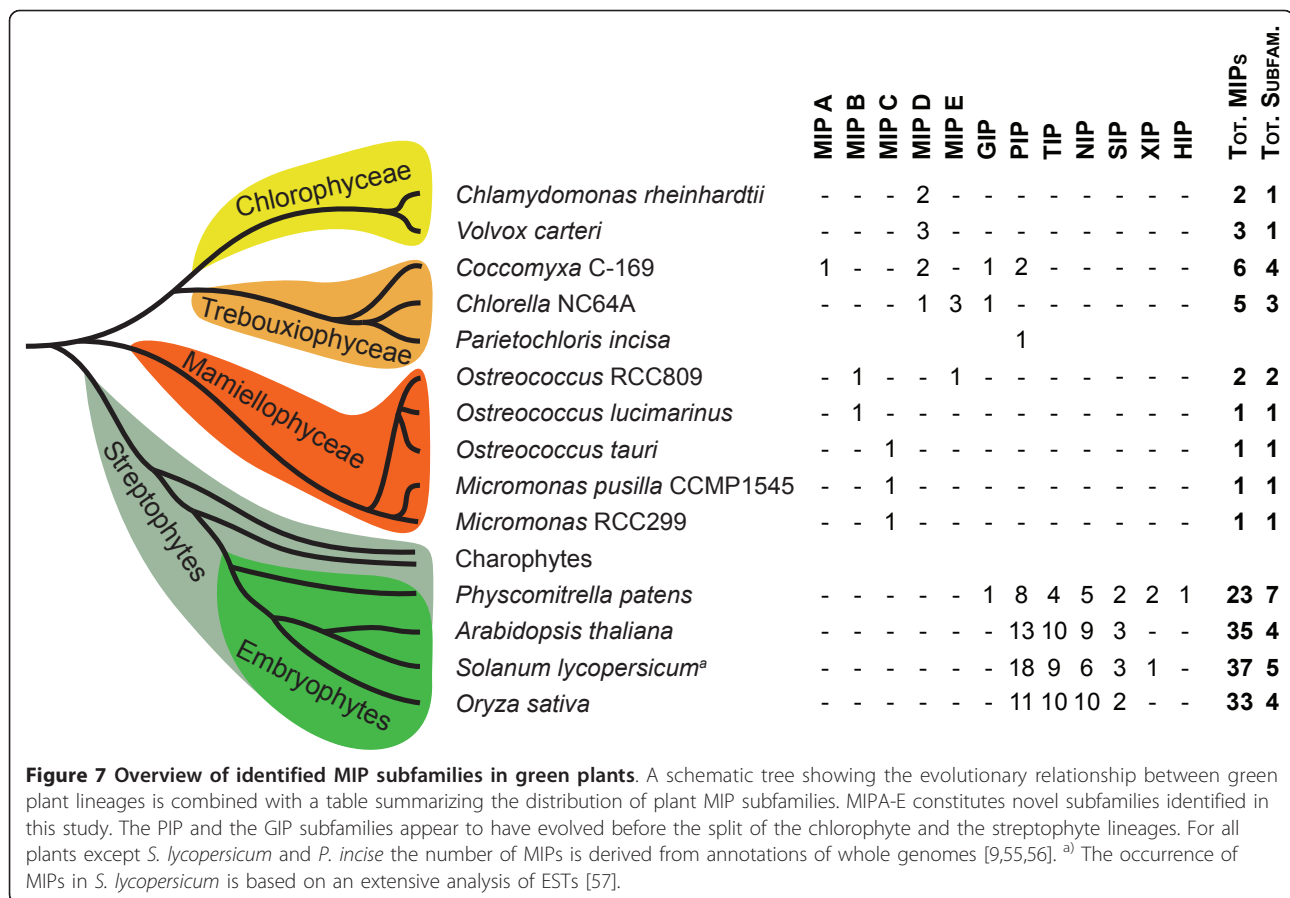 MIP A MIP B MIP C MIP D MIP E GIP PIP TIP NIP SIP XIP HIP TOT. MIPS TOT. SUBFAM.
Chlorophyceae
Chlamydomonas rheinhardtii - - - 2 - - - - - - - - 2 1
Volvox carteri - - - 3 - - - - - - - - 3 1
Coccomyxa C-169 1 - - 2 - 1 2 - - - - - 6 4
Trebouxiophyceae
Chlorella NC64A - - - 1 3 1 - - - - - - 5 3
Parietochloris incisa 1
Mamiellophyceae
Ostreococcus RCC809 - 1 - - 1 - - - - - - - 2 2
Ostreococcus lucimarinus - 1 - - - - - - - - - - 1 1
Ostreococcus tauri - - 1 - - - - - - - - - 1 1
Micromonas pusilla CCMP1545 - - 1 - - - - - - - - - 1 1
Micromonas RCC299 - - 1 - - - - - - - - - 1 1
Streptophytes
Charophytes
Physcomitrella patens - - - - - 1 8 4 5 2 2 1 23 7
Embryophytes
Arabidopsis thaliana - - - - - - 13 10 9 3 - - 35 4
Solanum lycopersicumᵃ - - - - - - 18 9 6 3 1 - 37 5
Oryza sativa - - - - - - 11 10 10 2 - - 33 4
Figure 7 Overview of identified MIP subfamilies in green plants. A schematic tree showing the evolutionary relationship between green
plant lineages is combined with a table summarizing the distribution of plant MIP subfamilies. MIPA-E constitutes novel subfamilies identified in
this study. The PIP and the GIP subfamilies appear to have evolved before the split of the chlorophyte and the streptophyte lineages. For all
plants except S. lycopersicum and P. incise the number of MIPs is derived from annotations of whole genomes [9,55,56]. ᵃ⁾ The occurrence of
MIPs in S. lycopersicum is based on an extensive analysis of ESTs [57].